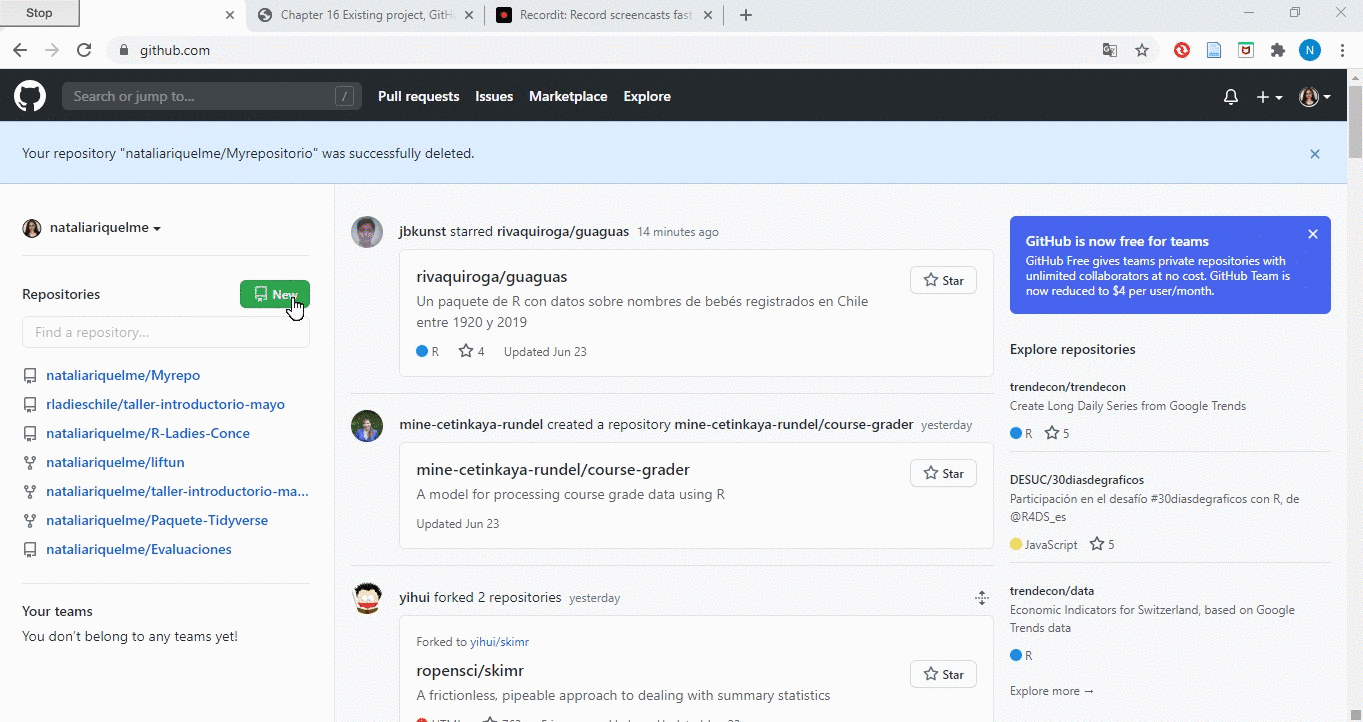 Stop
Chapter 16 Existing project, GitH
Recordit: Record screencasts fast
github.com
N
Search or jump to... /
Pull requests Issues Marketplace Explore
Your repository "nataliariquelme/Myrepositorio" was successfully deleted.
nataliariquelme
Repositories
New
Find a repository...
nataliariquelme/Myrepo
rladieschile/taller-introductorio-mayo
nataliariquelme/R-Ladies-Conce
nataliariquelme/liftun
nataliariquelme/taller-introductorio-ma...
nataliariquelme/Paquete-Tidyverse
nataliariquelme/Evaluaciones
Your teams
You don't belong to any teams yet!
jbkunst starred rivaquiroga/guaguas 14 minutes ago
rivaquiroga/guaguas
Star
Un paquete de R con datos sobre nombres de bebés registrados en Chile
entre 1920 y 2019
R 4 Updated Jun 23
mine-cetinkaya-rundel created a repository mine-cetinkaya-rundel/course-grader yesterday
mine-cetinkaya-rundel/course-grader
Star
A model for processing course grade data using R
Updated Jun 23
yihui forked 2 repositories yesterday
Forked to yihui/skimr
ropensci/skimr
Star
A frictionless, pipeable approach to dealing with summary statistics
GitHub is now free for teams
GitHub Free gives teams private repositories with
unlimited collaborators at no cost. GitHub Team is
now reduced to $4 per user/month.
Explore repositories
trendecon/trendecon
Create Long Daily Series from Google Trends
R 5
DESUC/30diasdegraficos
Participación en el desafío #30diasdegraficos con R, de
@R4DS_es
JavaScript 5
trendecon/data
Economic Indicators for Switzerland, based on Google
Trends data
R
Explore more →